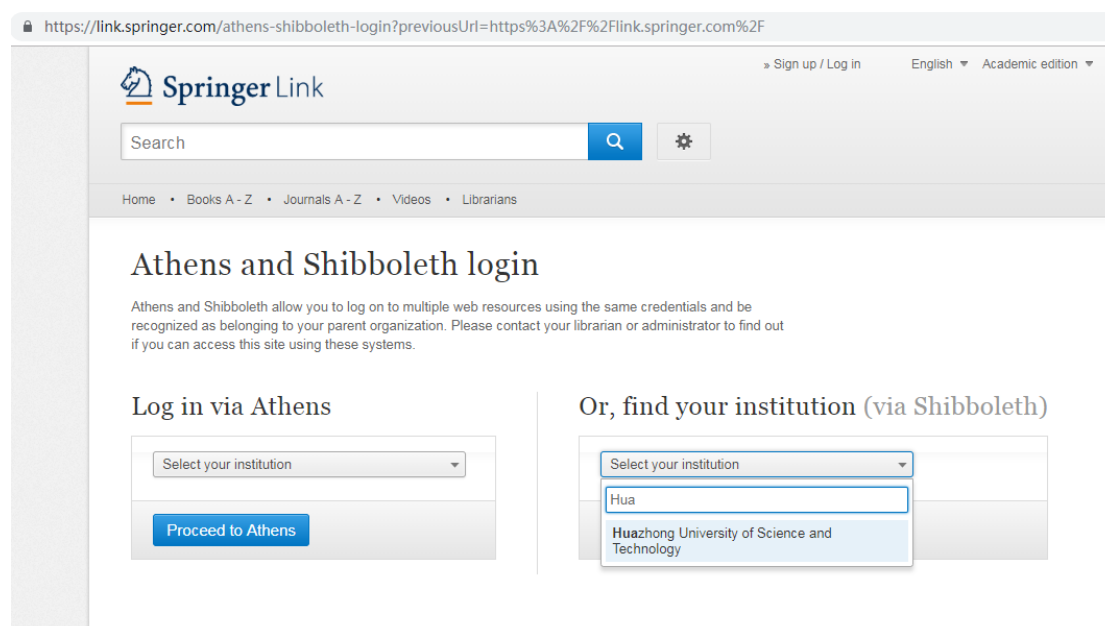 https://link.springer.com/athens-shibboleth-login?previousUrl=https%3A%2F%2Flink.springer.com%2F
» Sign up / Log in English Academic edition
Springer Link
Search
Home • Books A - Z • Journals A - Z • Videos • Librarians
Athens and Shibboleth login
Athens and Shibboleth allow you to log on to multiple web resources using the same credentials and be
recognized as belonging to your parent organization. Please contact your librarian or administrator to find out
if you can access this site using these systems.
Log in via Athens
Select your institution
Proceed to Athens
Or, find your institution (via Shibboleth)
Select your institution
Hua
Huazhong University of Science and
Technology